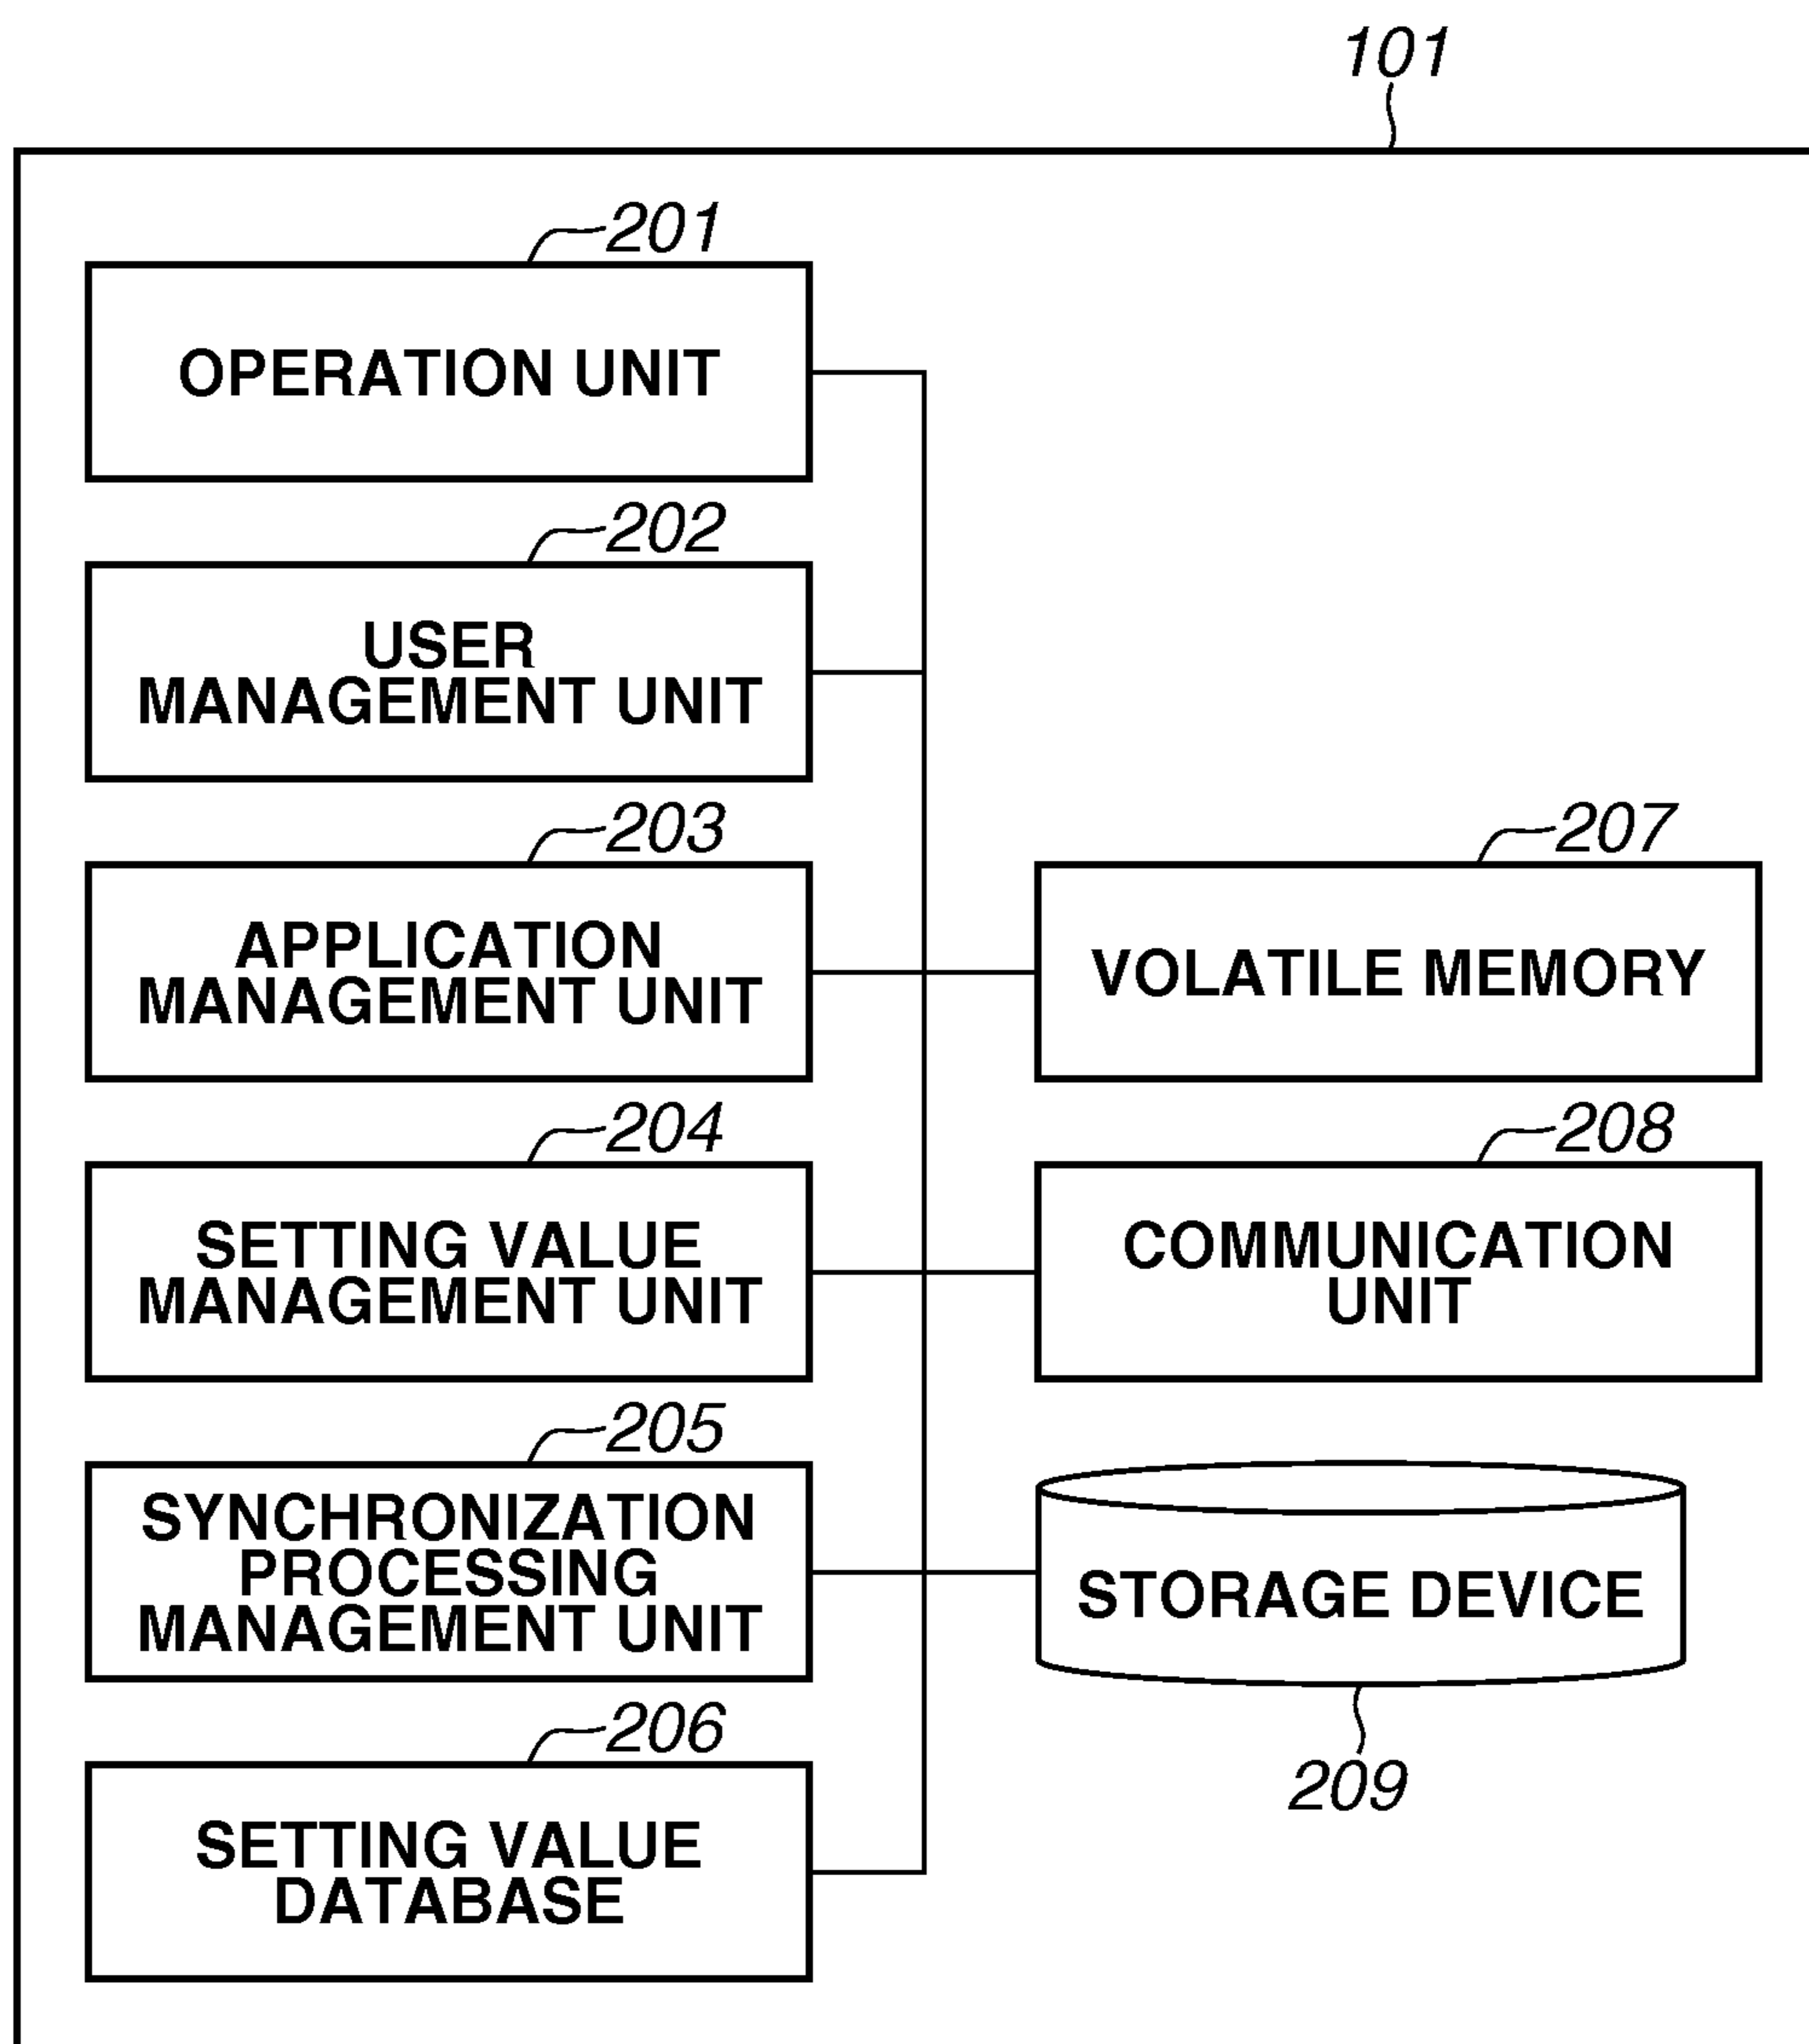 101
201
OPERATION UNIT
202
USER
MANAGEMENT UNIT
203
APPLICATION
MANAGEMENT UNIT
204
SETTING VALUE
MANAGEMENT UNIT
205
SYNCHRONIZATION
PROCESSING
MANAGEMENT UNIT
206
SETTING VALUE
DATABASE
207
VOLATILE MEMORY
208
COMMUNICATION
UNIT
STORAGE DEVICE
209